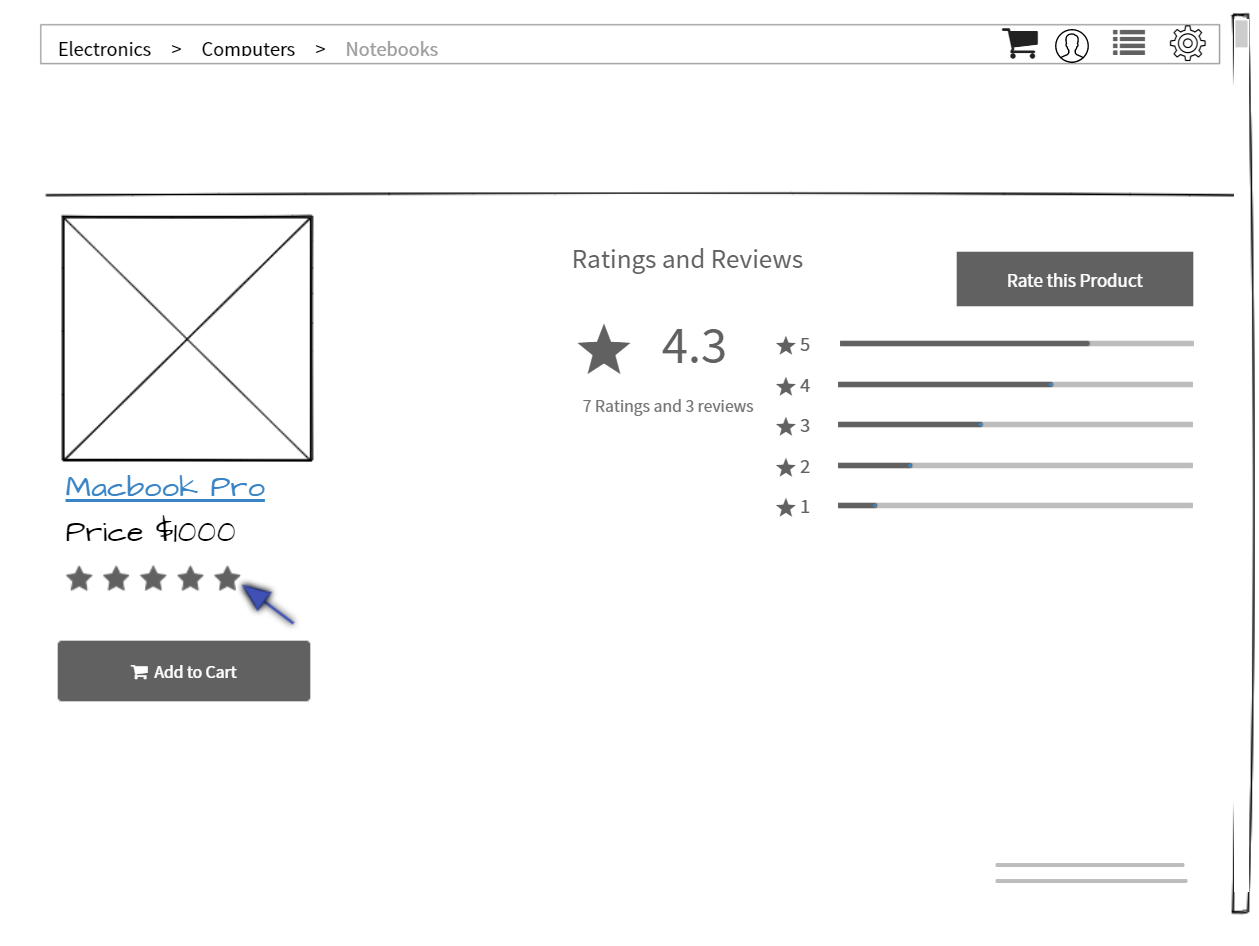 Electronics > Computers > Notebooks
Ratings and Reviews
Rate this Product
4.3
7 Ratings and 3 reviews
5
4
3
2
1
Macbook Pro
Price $1000
Add to Cart